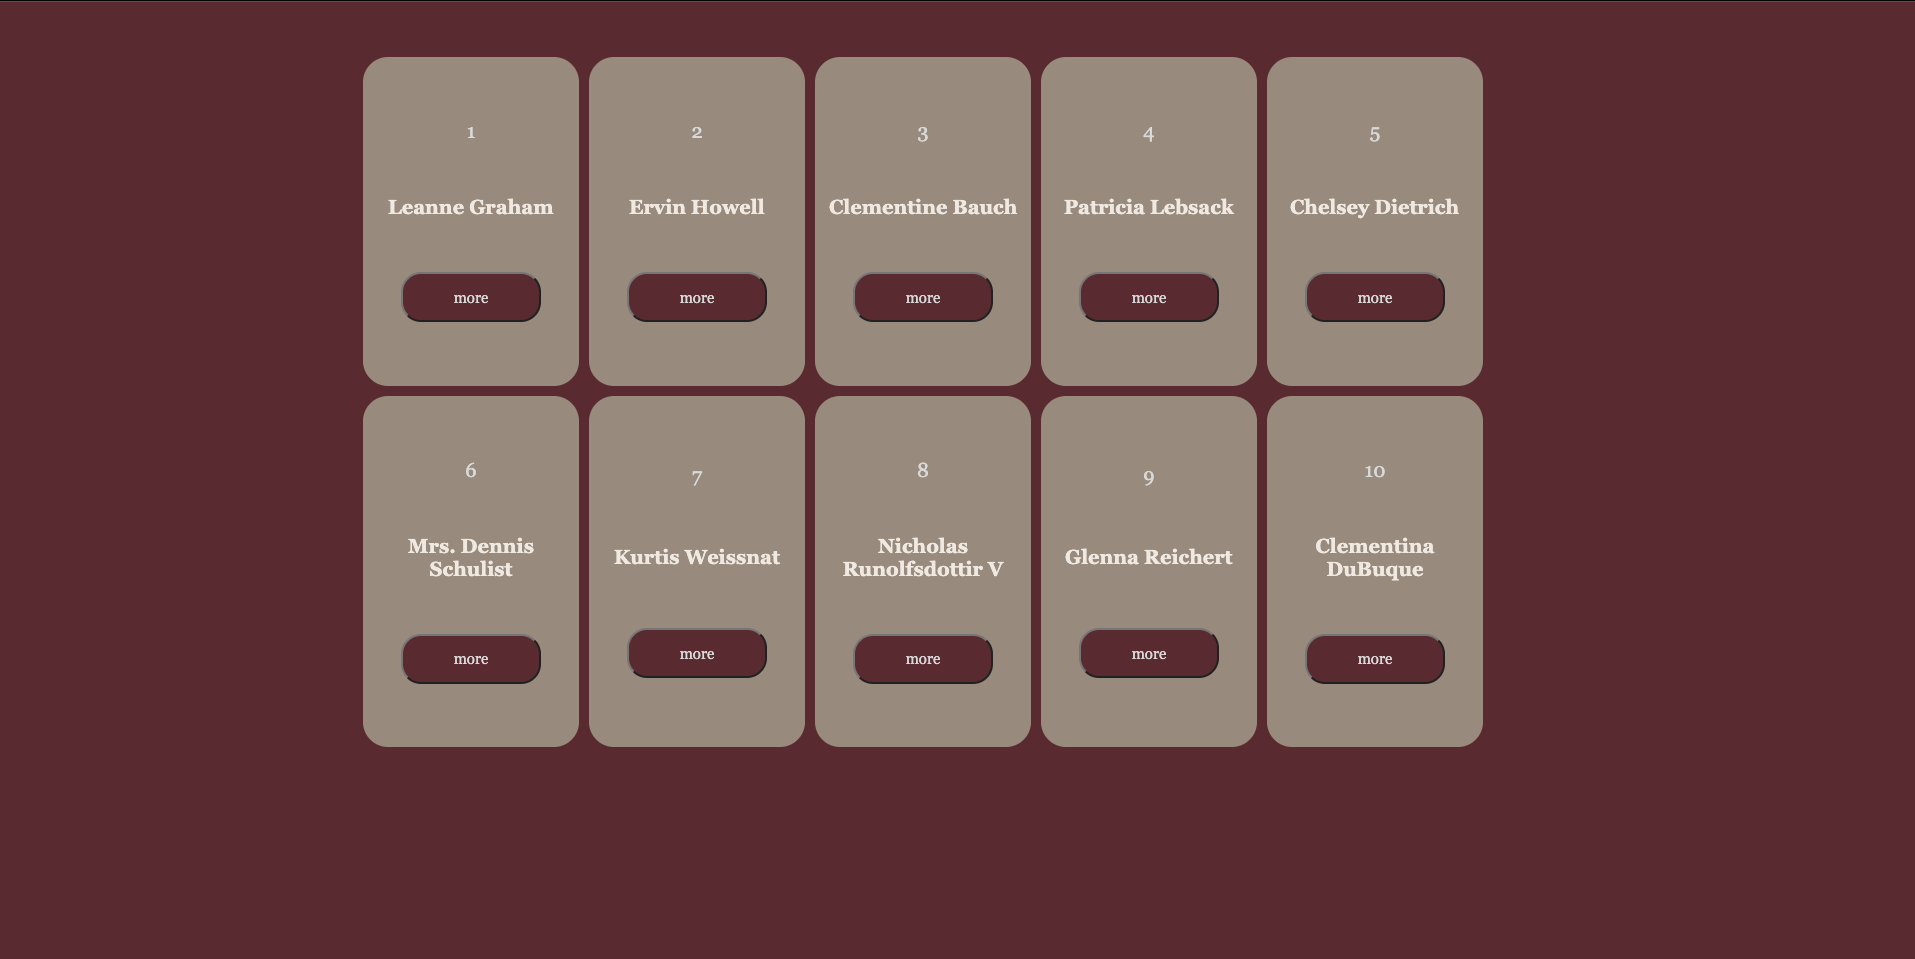 1
Leanne Graham
more
2
Ervin Howell
more
3
Clementine Bauch
more
4
Patricia Lebsack
more
5
Chelsey Dietrich
more
6
Mrs. Dennis
Schulist
more
7
Kurtis Weissnat
more
8
Nicholas
Runolfsdottir V
more
9
Glenna Reichert
more
10
Clementina
DuBuque
more